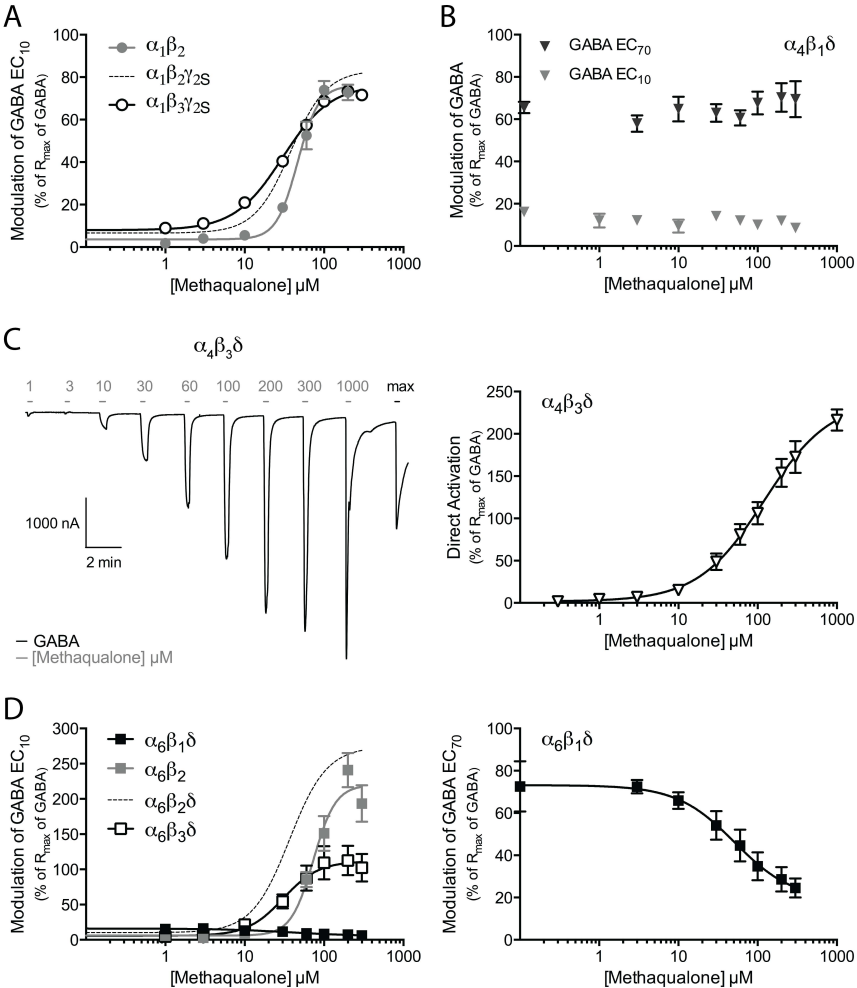 A
Modulation of GABA EC10
(% of Rmax of GABA)
100
80
60
40
20
0
α1β2
α1β2γ2S
α1β3γ2S
1 10 100 1000
[Methaqualone] µM
B
Modulation of GABA
(% of Rmax of GABA)
100
80
60
40
20
0
GABA EC70
GABA EC10
α4β1δ
1 10 100 1000
[Methaqualone] µM
C
α4β3δ
1 3 10 30 60 100 200 300 1000 max
1000 nA
2 min
GABA
[Methaqualone] µM
Direct Activation
(% of Rmax of GABA)
250
200
150
100
50
0
α4β3δ
1 10 100 1000
[Methaqualone] µM
D
Modulation of GABA EC10
(% of Rmax of GABA)
300
250
200
150
100
50
0
α6β1δ
α6β2
α6β2δ
α6β3δ
1 10 100 1000
[Methaqualone] µM
Modulation of GABA EC70
(% of Rmax of GABA)
100
80
60
40
20
0
α6β1δ
1 10 100 1000
[Methaqualone] µM